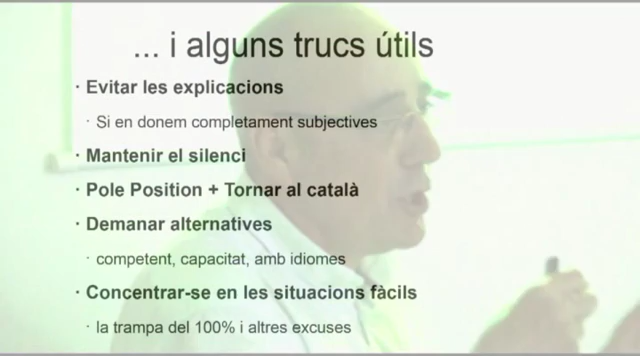 ... i alguns trucs útils
· Evitar les explicacions
· Si en donem completament subjectives
· Mantenir el silenci
· Pole Position + Tornar al català
· Demanar alternatives
· competent, capacitat, amb idiomes
· Concentrar-se en les situacions fàcils
· la trampa del 100% i altres excuses